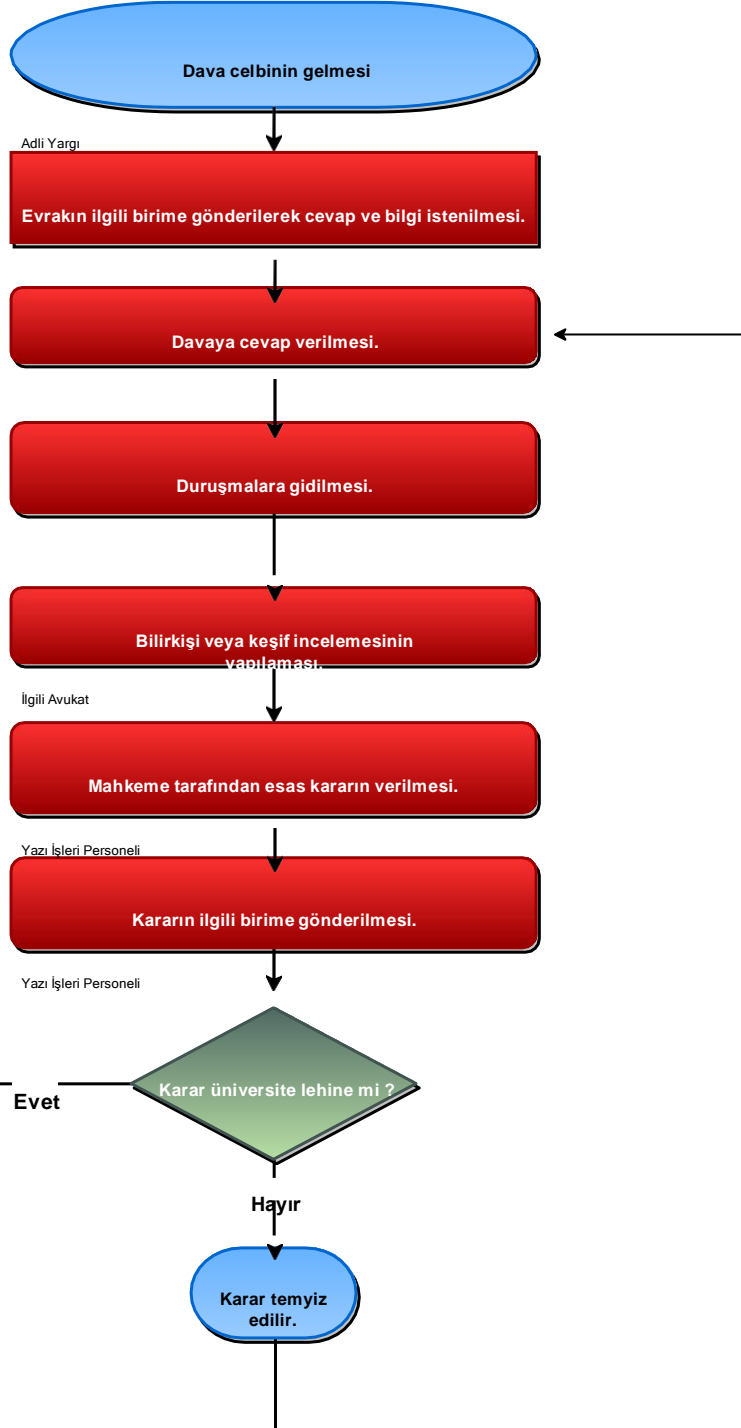 Dava celbinin gelmesi
Adli Yargı
Evrakın ilgili birime gönderilerek cevap ve bilgi istenilmesi.
Davaya cevap verilmesi.
Duruşmalara gidilmesi.
Bilirkişi veya keşif incelemesinin
yapılaması.
İlgili Avukat
Mahkeme tarafından esas kararın verilmesi.
Yazı İşleri Personeli
Kararın ilgili birime gönderilmesi.
Yazı İşleri Personeli
Karar üniversite lehine mi ?
Evet
Hayır
Karar temyiz
edilir.